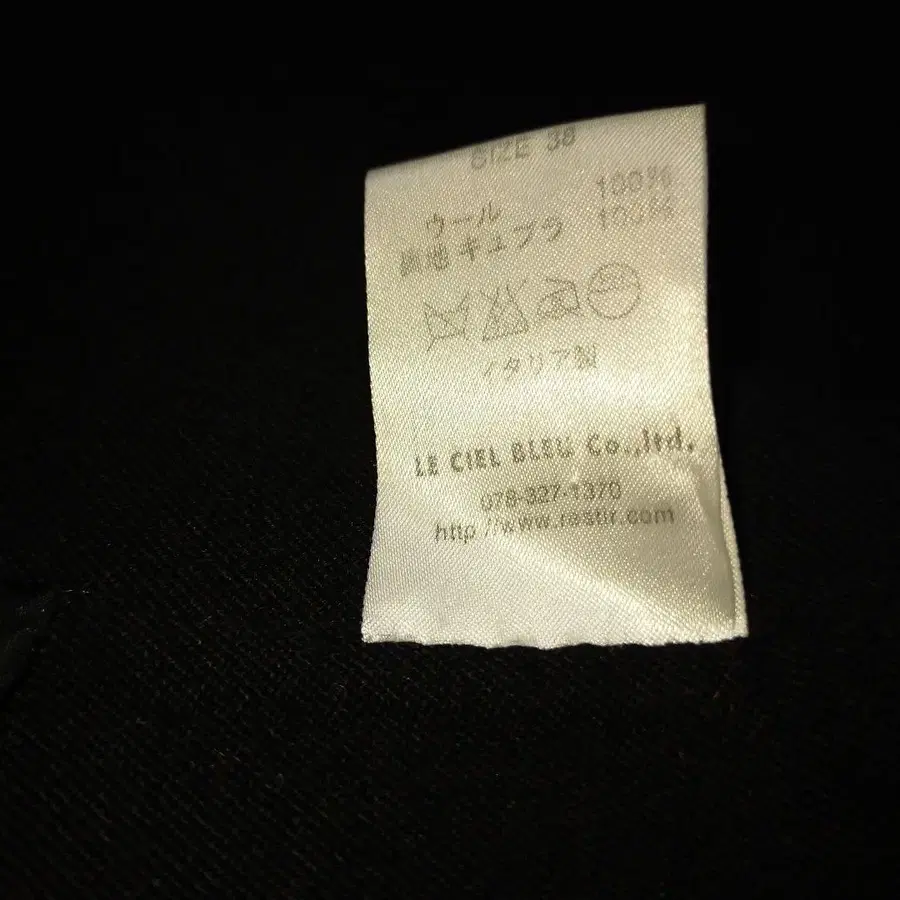 SIZE 38
ウール 100%
裏地 キュプラ 100%
イタリア製
LE CIEL BLEU Co.,ltd.
078-327-1370
http://www.restir.com